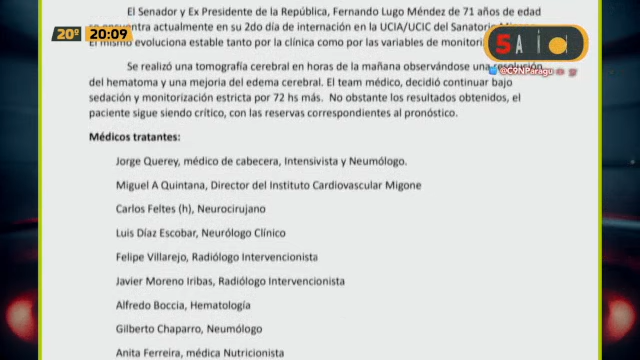 El Senador y Ex Presidente de la República, Fernando Lugo Méndez de 71 años de edad
20º 20:09
se encuentra actualmente en su 2do día de internación en la UCIA/UCIC del Sanatorio
El mismo evoluciona estable tanto por la clínica como por las variables de
5 A
@C9NParagu
Se realizó una tomografía cerebral en horas de la mañana observándose una resolución
del hematoma y una mejoria del edema cerebral. El team médico, decidió continuar bajo
sedación y monitorización estricta por 72 hs más. No obstante los resultados obtenidos, el
paciente sigue siendo crítico, con las reservas correspondientes al pronóstico.
Médicos tratantes:
Jorge Querey, médico de cabecera, Intensivista y Neumólogo.
Miguel A Quintana, Director del Instituto Cardiovascular Migone
Carlos Feltes (h), Neurocirujano
Luis Díaz Escobar, Neurólogo Clínico
Felipe Villarejo, Radiólogo Intervencionista
Javier Moreno Iribas, Radiólogo Intervencionista
Alfredo Boccia, Hematología
Gilberto Chaparro, Neumólogo
Anita Ferreira, médica Nutricionista